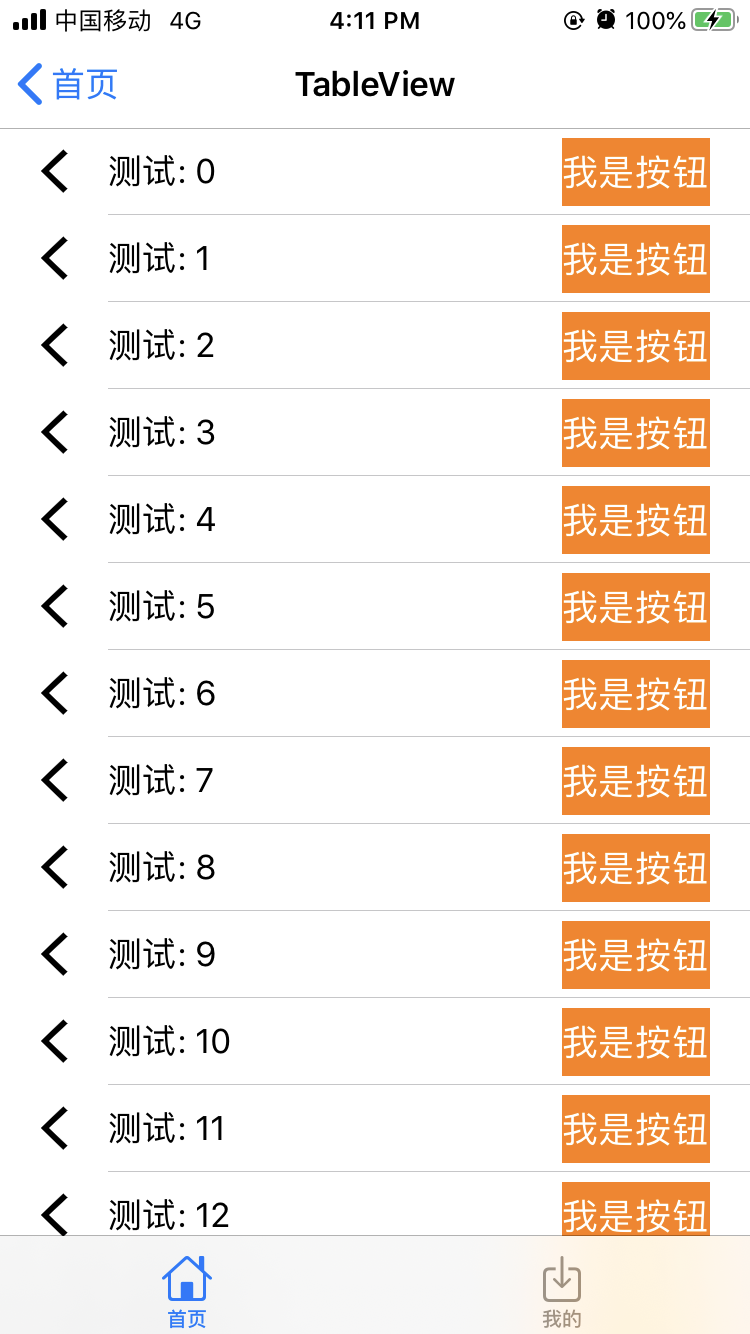 中国移动 4G 4:11 PM 100%
首页 TableView
测试: 0 我是按钮
测试: 1 我是按钮
测试: 2 我是按钮
测试: 3 我是按钮
测试: 4 我是按钮
测试: 5 我是按钮
测试: 6 我是按钮
测试: 7 我是按钮
测试: 8 我是按钮
测试: 9 我是按钮
测试: 10 我是按钮
测试: 11 我是按钮
测试: 12 我是按钮
首页 我的